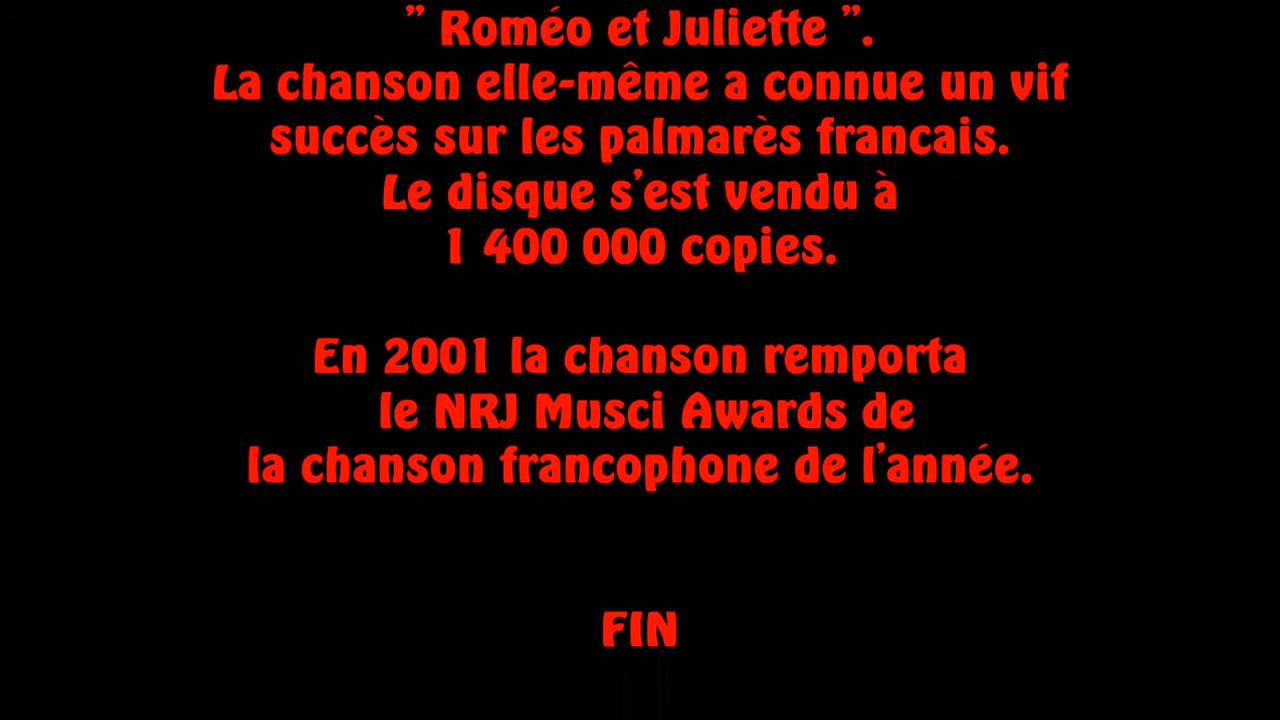 ” Roméo et Juliette ”.
La chanson elle-même a connue un vif
succès sur les palmarès francais.
Le disque s’est vendu à
1 400 000 copies.
En 2001 la chanson remporta
le NRJ Musci Awards de
la chanson francophone de l’année.
FIN